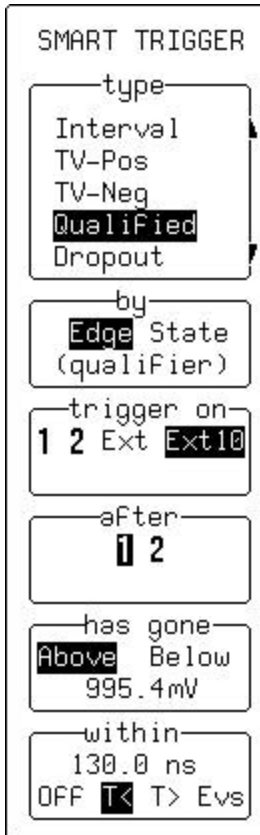 SMART TRIGGER
type
Interval
TV-Pos
TV-Neg
Qualified
Dropout
by
Edge State
(qualifier)
trigger on
1 2 Ext Ext10
after
1 2
has gone
Above Below
995.4mV
within
130.0 ns
OFF T< T> Evs